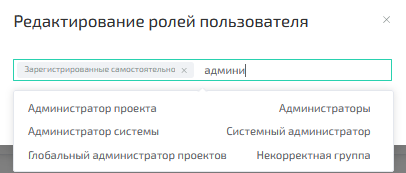 Редактирование ролей пользователя
Зарегистрированные самостоятельно админи
Администратор проекта Администраторы
Администратор системы Системный администратор
Глобальный администратор проектов Некорректная группа